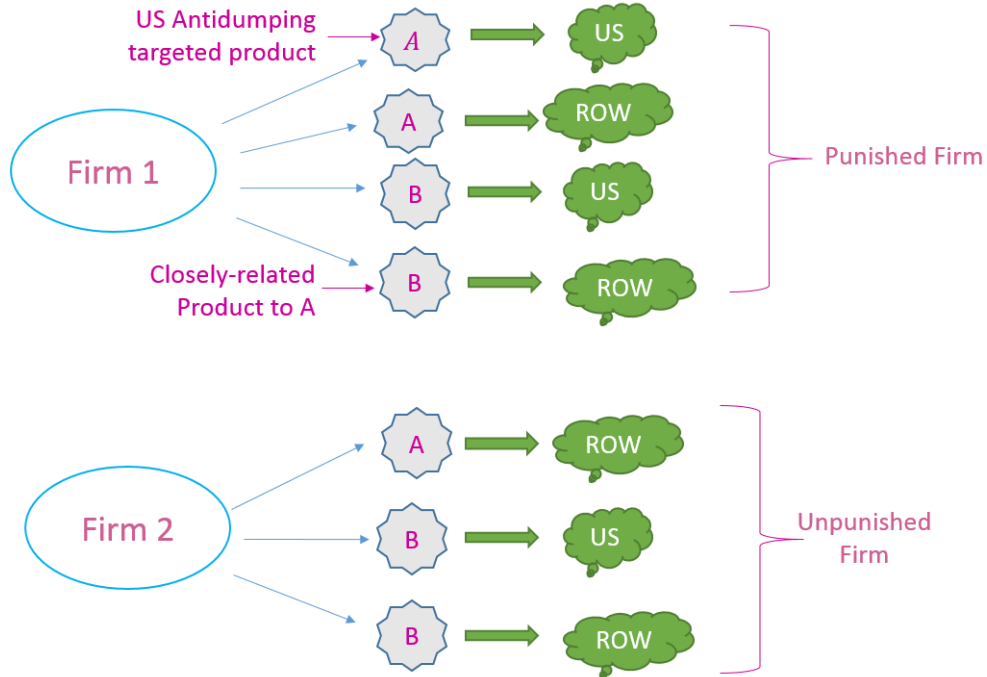 US Antidumping
targeted product
A
US
A
ROW
Firm 1
Punished Firm
B
US
Closely-related
Product to A
B
ROW
A
ROW
Firm 2
B
US
Unpunished
Firm
B
ROW